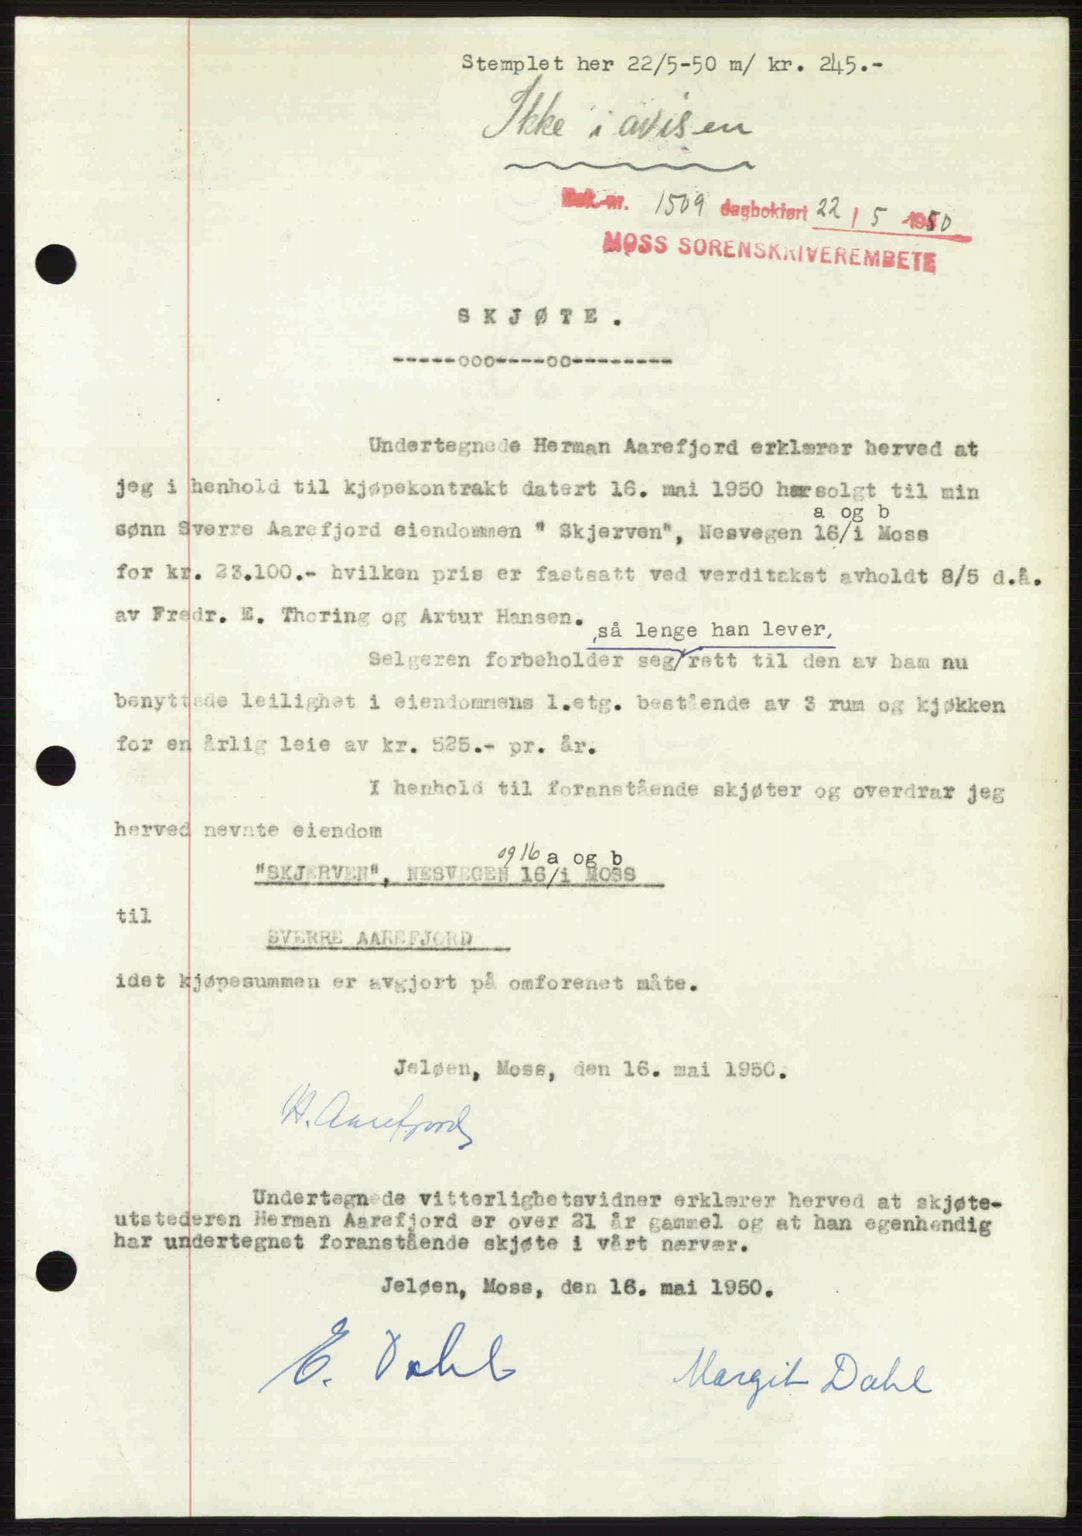 Stemplet her 22/5-50 m/ kr. 245.-
Ikke i avisen
Dok.-nr. 1509 dagbokført 22 / 5 1950
MOSS SORENSKRIVEREMBETE
SKJØTE.
-----ooo----oo--------
Undertegnede Herman Aarefjord erklærer herved at
jeg i henhold til kjøpekontrakt datert 16. mai 1950 har solgt til min
a og b
sønn Sverre Aarefjord eiendommen " Skjerven", Nesvegen 16/i Moss
for kr. 23.100.- hvilken pris er fastsatt ved verditakst avholdt 8/5 d.å.
av Fredr. E. Thoring og Artur Hansen.
, så lenge han lever,
Selgeren forbeholder seg/rett til den av ham nu
benyttede leilighet i eiendommens 1.etg. bestående av 3 rum og kjøkken
for en årlig leie av kr. 525.- pr. år.
I henhold til foranstående skjøter og overdrar jeg
herved nevnte eiendom
og 16 a og b
"SKJERVEN", NESVEGEN 16/i MOSS
til
SVERRE AAREFJORD
idet kjøpesummen er avgjort på omforenet måte.
Jeløen, Moss, den 16. mai 1950.
H. Aarefjord
Undertegnede vitterlighetsvidner erklærer herved at skjøte-
utstederen Herman Aarefjord er over 21 år gammel og at han egenhendig
har undertegnet foranstående skjøte i vårt nærvær.
Jeløen, Moss, den 16. mai 1950.
E. Dahl
Margit Dahl